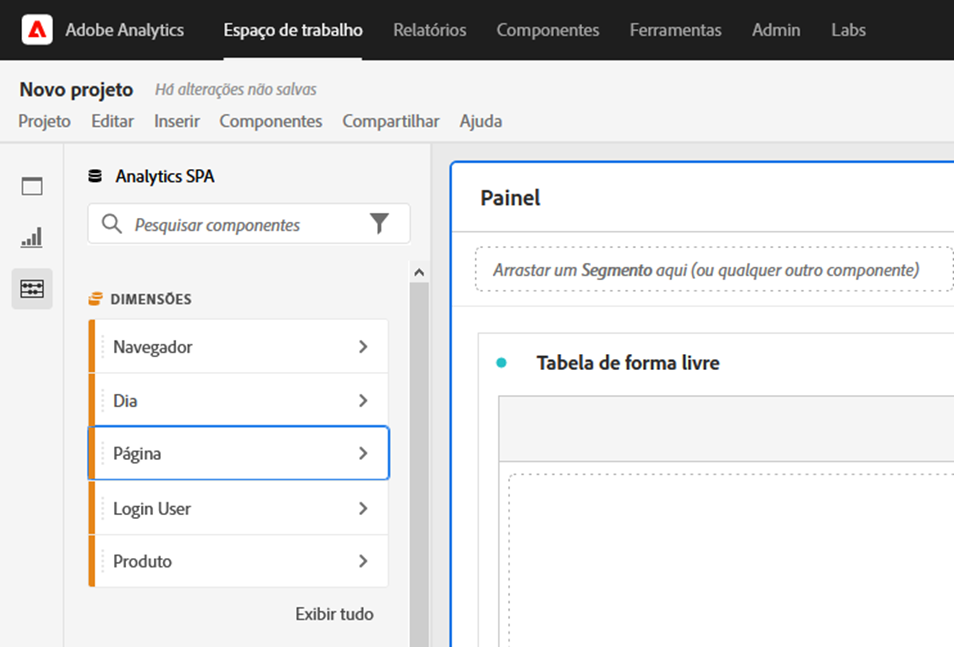 Adobe Analytics Espaço de trabalho Relatórios Componentes Ferramentas Admin Labs
Novo projeto Há alterações não salvas
Projeto Editar Inserir Componentes Compartilhar Ajuda
Analytics SPA
Pesquisar componentes
DIMENSÕES
Navegador
Dia
Página
Login User
Produto
Exibir tudo
Painel
Arrastar um Segmento aqui (ou qualquer outro componente)
Tabela de forma livre